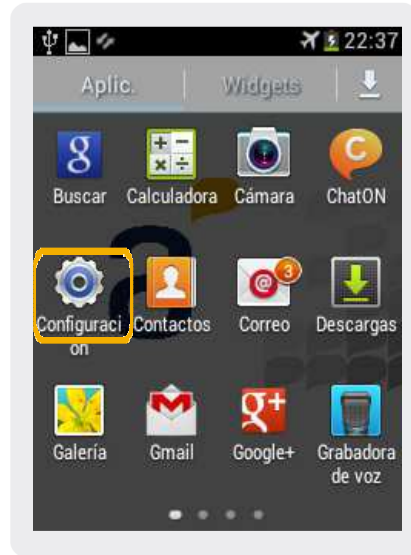 22:37
Aplic. Widgets
Buscar Calculadora Cámara ChatON
3
Configuraci Contactos Correo Descargas
on
Galería Gmail Google+ Grabadora
de voz